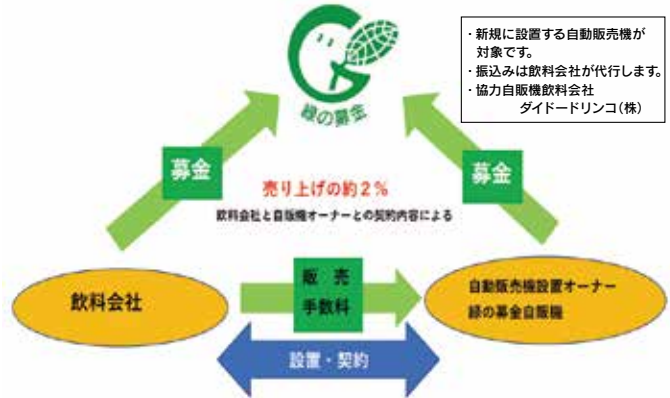 ・新規に設置する自動販売機が
対象です。
・振込みは飲料会社が代行します。
・協力自販機飲料会社
ダイドードリンコ（株）
緑の募金
募金
募金
売り上げの約２％
飲料会社と自販機オーナーとの契約内容による
飲料会社
販 売
手数料
自動販売機設置オーナー
緑の募金自販機
設置・契約